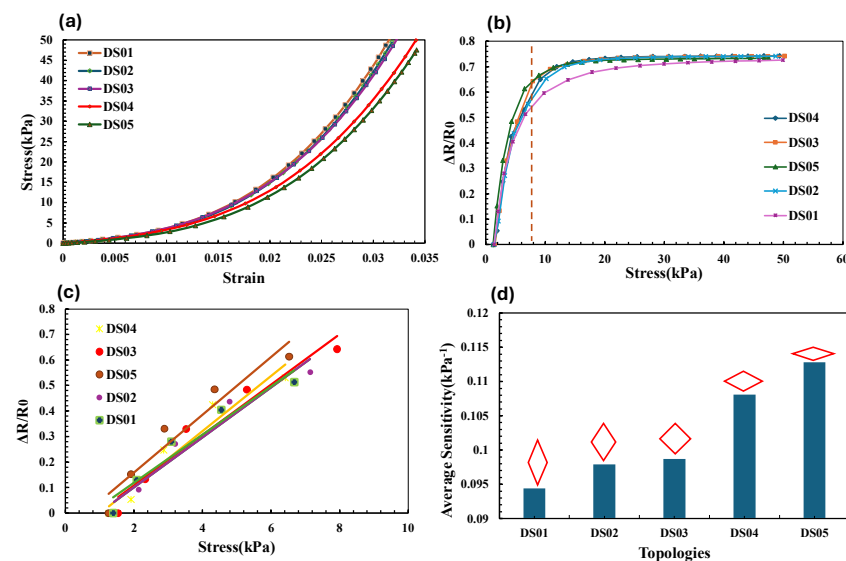 (a)
50
45
40
35
30
25
20
15
10
5
0
Stress(kPa)
DS01
DS02
DS03
DS04
DS05
0
0.005
0.01
0.015
0.02
0.025
0.03
0.035
Strain
(b)
0.8
0.7
0.6
0.5
0.4
0.3
0.2
0.1
0
ΔR/R0
DS04
DS03
DS05
DS02
DS01
0
10
20
30
40
50
60
Stress(kPa)
(c)
0.8
0.7
0.6
0.5
0.4
0.3
0.2
0.1
0
ΔR/R0
DS04
DS03
DS05
DS02
DS01
0
2
4
6
8
10
Stress(kPa)
(d)
0.12
0.115
0.11
0.105
0.1
0.095
0.09
Average Sensitivity(kPa⁻¹)
DS01
DS02
DS03
DS04
DS05
Topologies